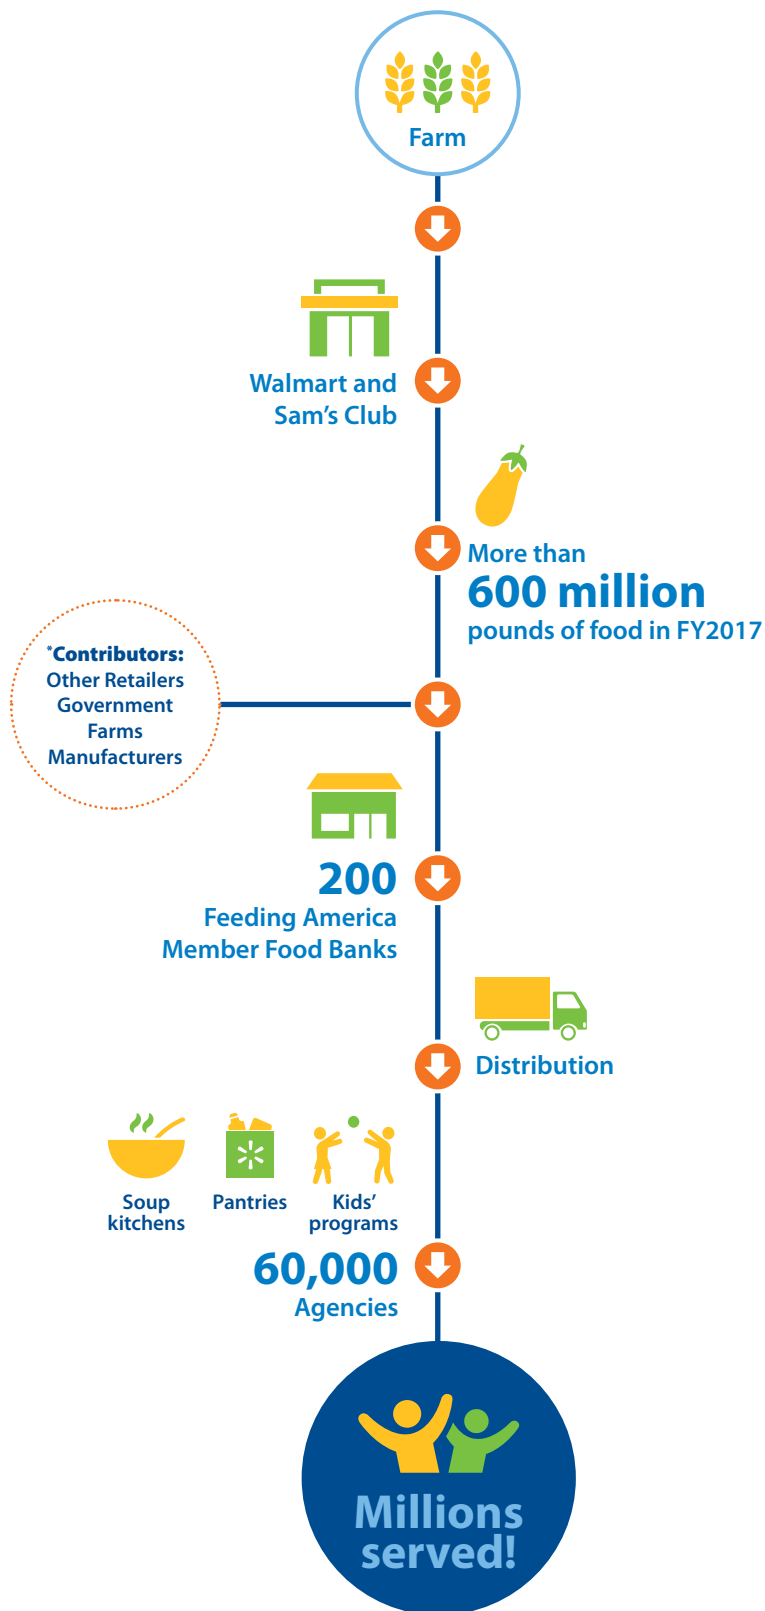 Farm
Walmart and
Sam’s Club
More than
600 million
pounds of food in FY2017
*Contributors:
Other Retailers
Government
Farms
Manufacturers
200
Feeding America
Member Food Banks
Distribution
Soup
kitchens
Pantries
Kids’
programs
60,000
Agencies
Millions
served!